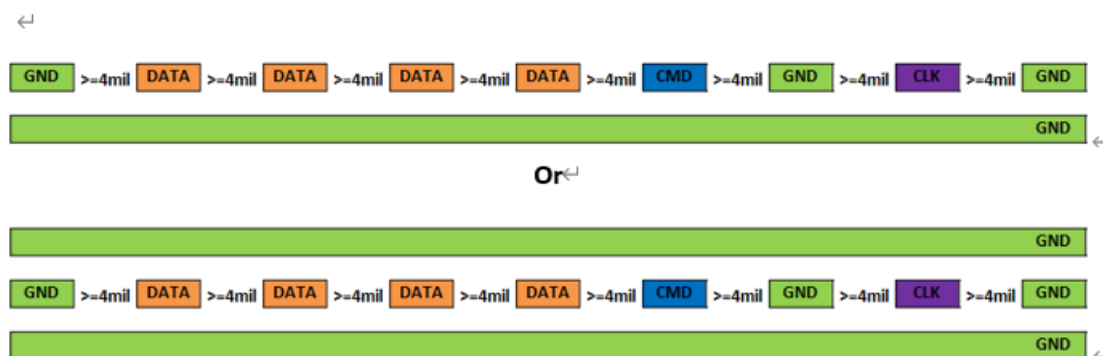 GND >=4mil DATA >=4mil DATA >=4mil DATA >=4mil DATA >=4mil CMD >=4mil GND >=4mil CLK >=4mil GND
GND
Or
GND
GND >=4mil DATA >=4mil DATA >=4mil DATA >=4mil DATA >=4mil CMD >=4mil GND >=4mil CLK >=4mil GND
GND